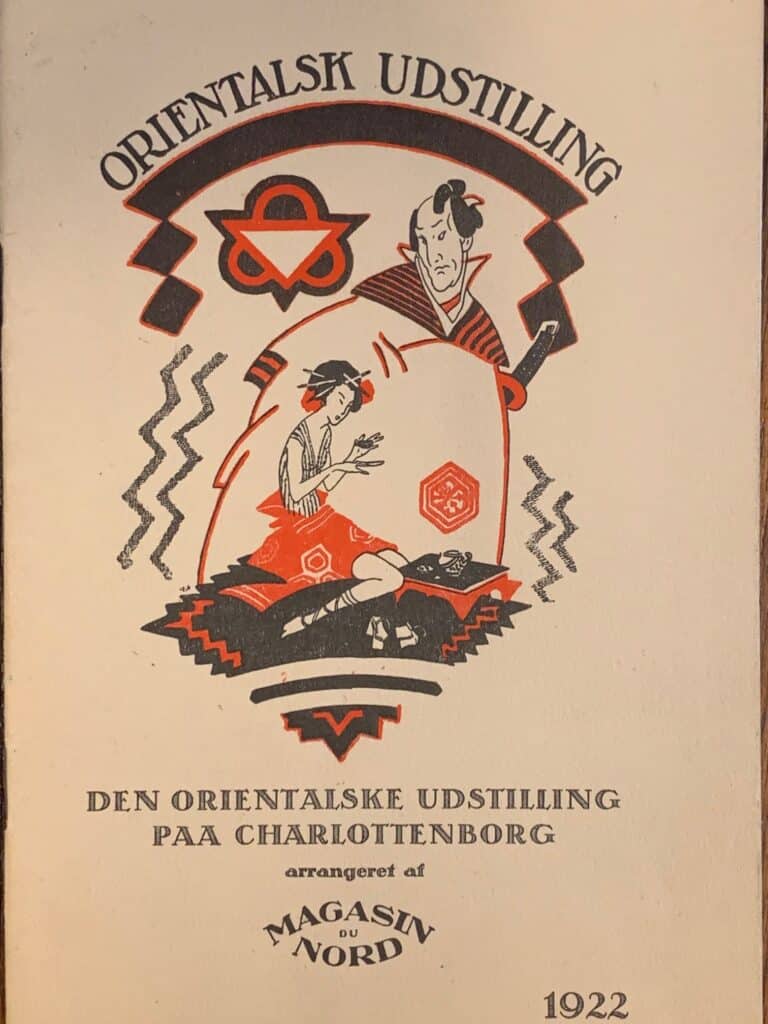 ORIENTALSK UDSTILLING
DEN ORIENTALSKE UDSTILLING
PAA CHARLOTTENBORG
arrangeret af
MAGASIN
DU
NORD
1922